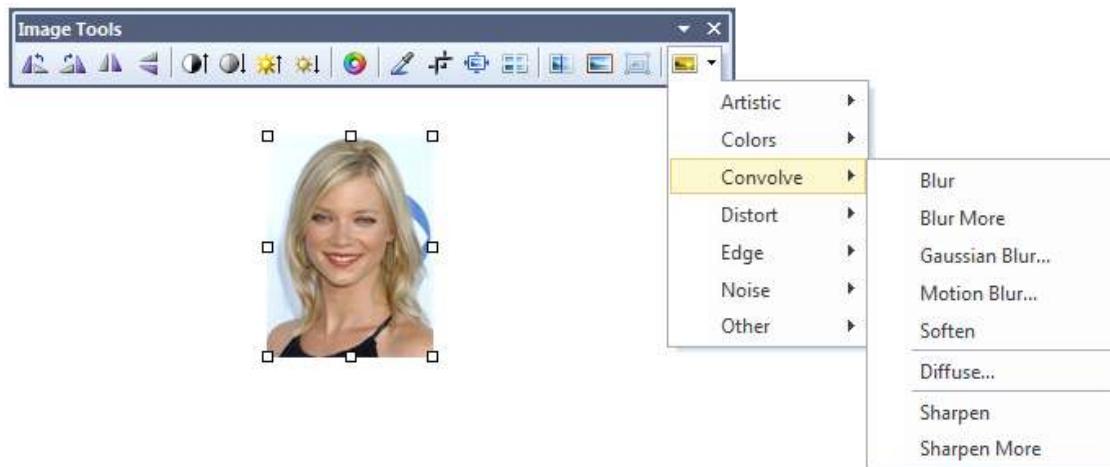 Image Tools
Artistic
Colors
Convolve
Distort
Edge
Noise
Other
Blur
Blur More
Gaussian Blur...
Motion Blur...
Soften
Diffuse...
Sharpen
Sharpen More